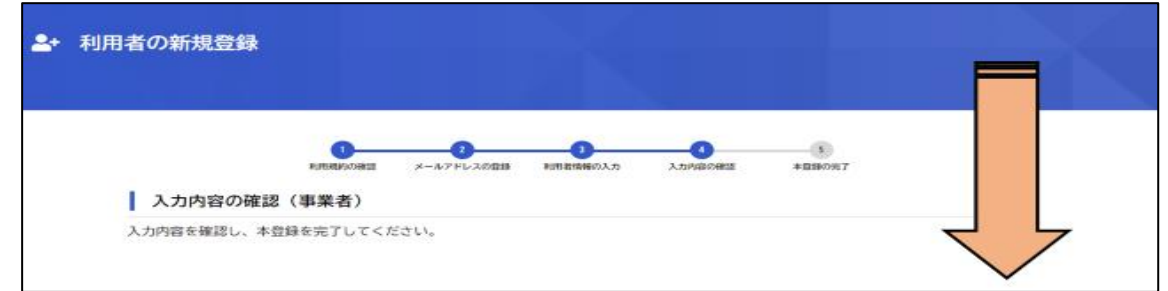 利用者の新規登録
1 2 3 4 5
利用規約の確認 メールアドレスの登録 利用者情報の入力 入力内容の確認 本登録の完了
入力内容の確認（事業者）
入力内容を確認し、本登録を完了してください。